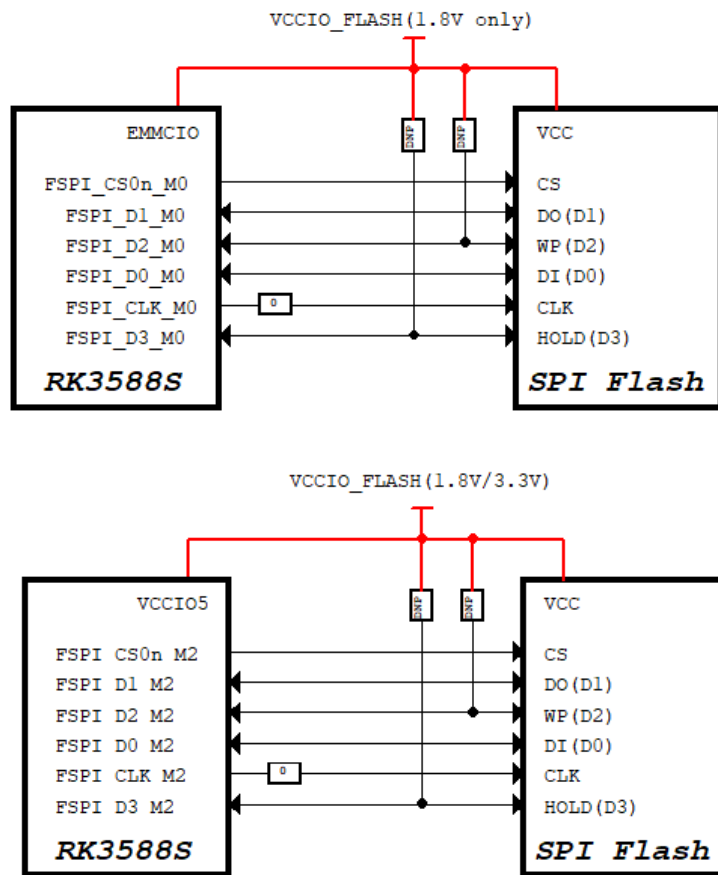 VCCIO_FLASH(1.8V only)
EMMCIO
DNP
DNP
VCC
FSPI_CS0n_M0
CS
FSPI_D1_M0
DO(D1)
FSPI_D2_M0
WP(D2)
FSPI_D0_M0
DI(D0)
FSPI_CLK_M0
0
CLK
FSPI_D3_M0
HOLD(D3)
RK3588S
SPI Flash
VCCIO_FLASH(1.8V/3.3V)
VCCIO5
DNP
DNP
VCC
FSPI CS0n M2
CS
FSPI D1 M2
DO(D1)
FSPI D2 M2
WP(D2)
FSPI D0 M2
DI(D0)
FSPI CLK M2
0
CLK
FSPI D3 M2
HOLD(D3)
RK3588S
SPI Flash